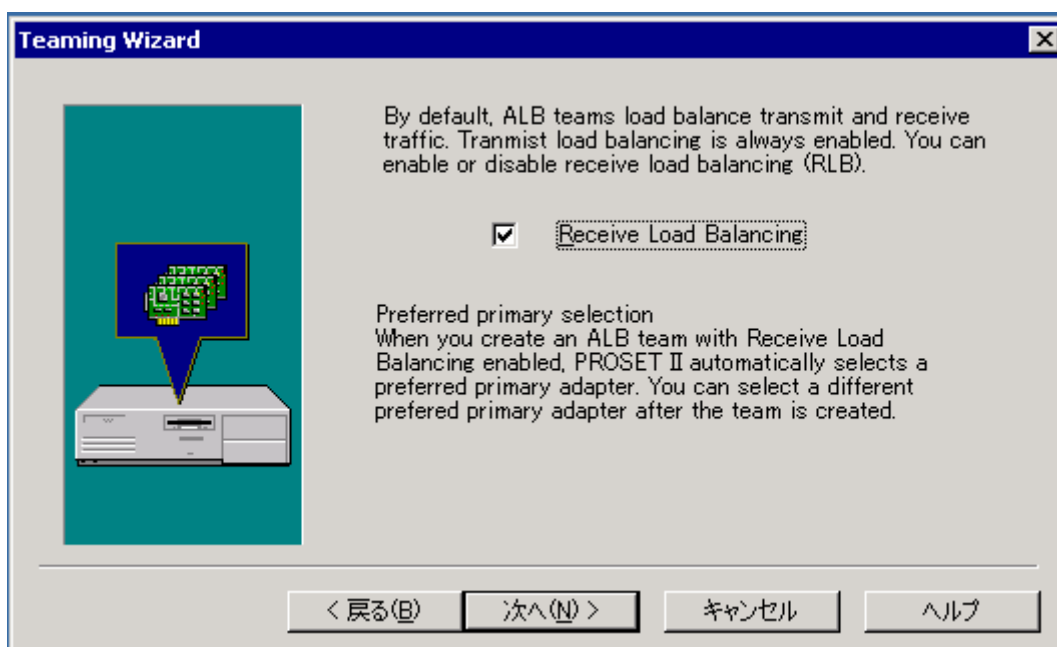 Teaming Wizard
By default, ALB teams load balance transmit and receive
traffic. Tranmist load balancing is always enabled. You can
enable or disable receive load balancing (RLB).
Receive Load Balancing
Preferred primary selection
When you create an ALB team with Receive Load
Balancing enabled, PROSET II automatically selects a
preferred primary adapter. You can select a different
prefered primary adapter after the team is created.
< 戻る(B) 次へ(N) > キャンセル ヘルプ